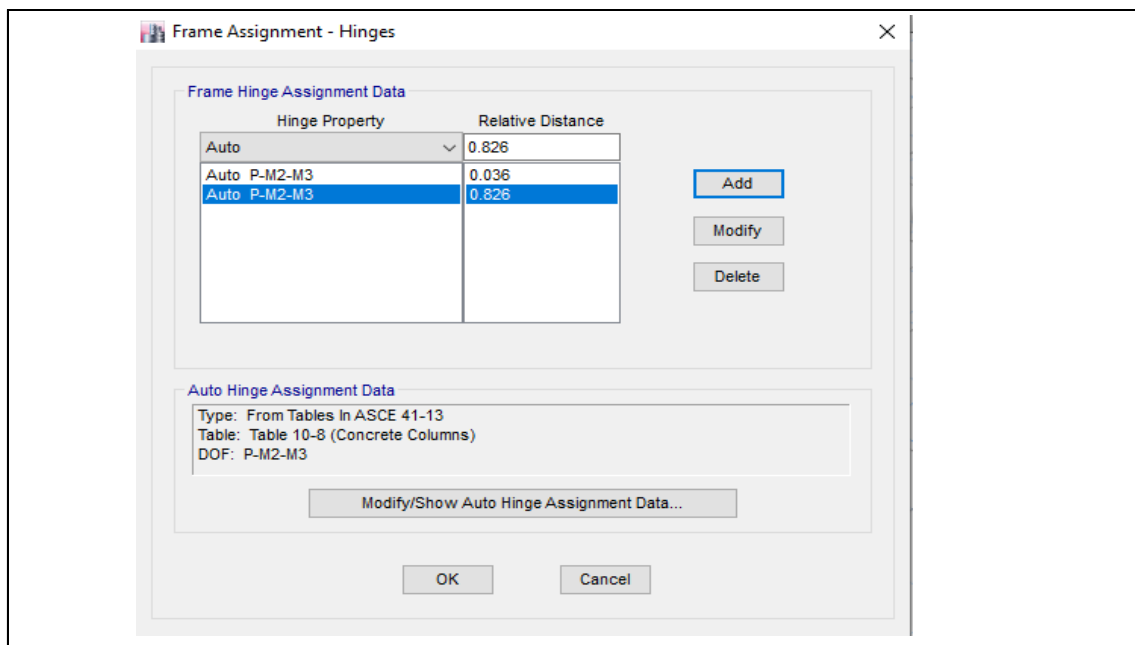 Frame Assignment - Hinges
Frame Hinge Assignment Data
Hinge Property Relative Distance
Auto 0.826
Auto P-M2-M3 0.036
Auto P-M2-M3 0.826
Add
Modify
Delete
Auto Hinge Assignment Data
Type: From Tables In ASCE 41-13
Table: Table 10-8 (Concrete Columns)
DOF: P-M2-M3
Modify/Show Auto Hinge Assignment Data...
OK Cancel